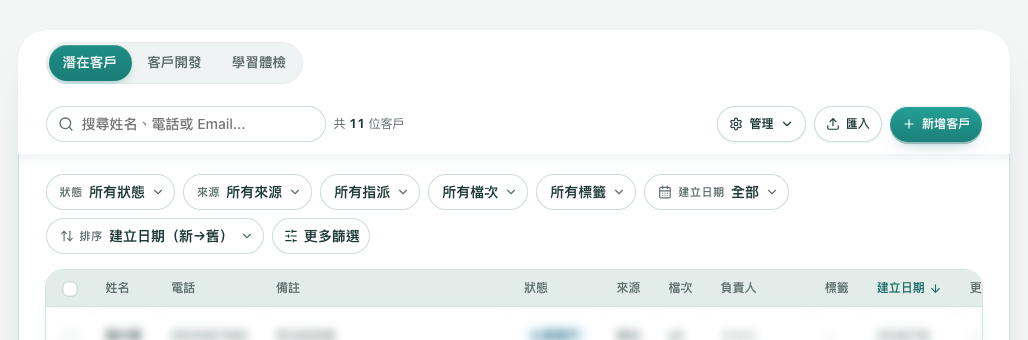 潛在客戶 客戶開發 學習體檢
搜尋姓名、電話或 Email... 共 11 位客戶 管理 匯入 新增客戶
狀態 所有狀態 來源 所有來源 所有指派 所有檔次 所有標籤 建立日期 全部
排序 建立日期（新→舊） 更多篩選
姓名 電話 備註 狀態 來源 檔次 負責人 標籤 建立日期 ↓ 更